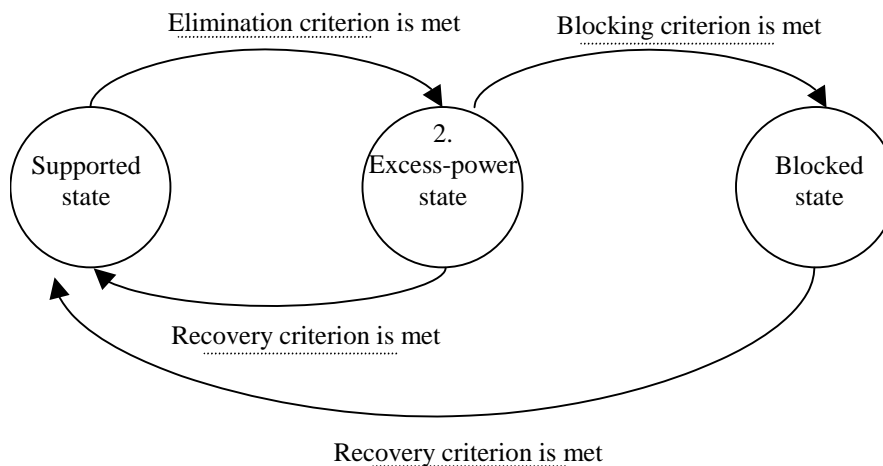 Elimination criterion is met
Blocking criterion is met
Supported
state
2.
Excess-power
state
Blocked
state
Recovery criterion is met
Recovery criterion is met